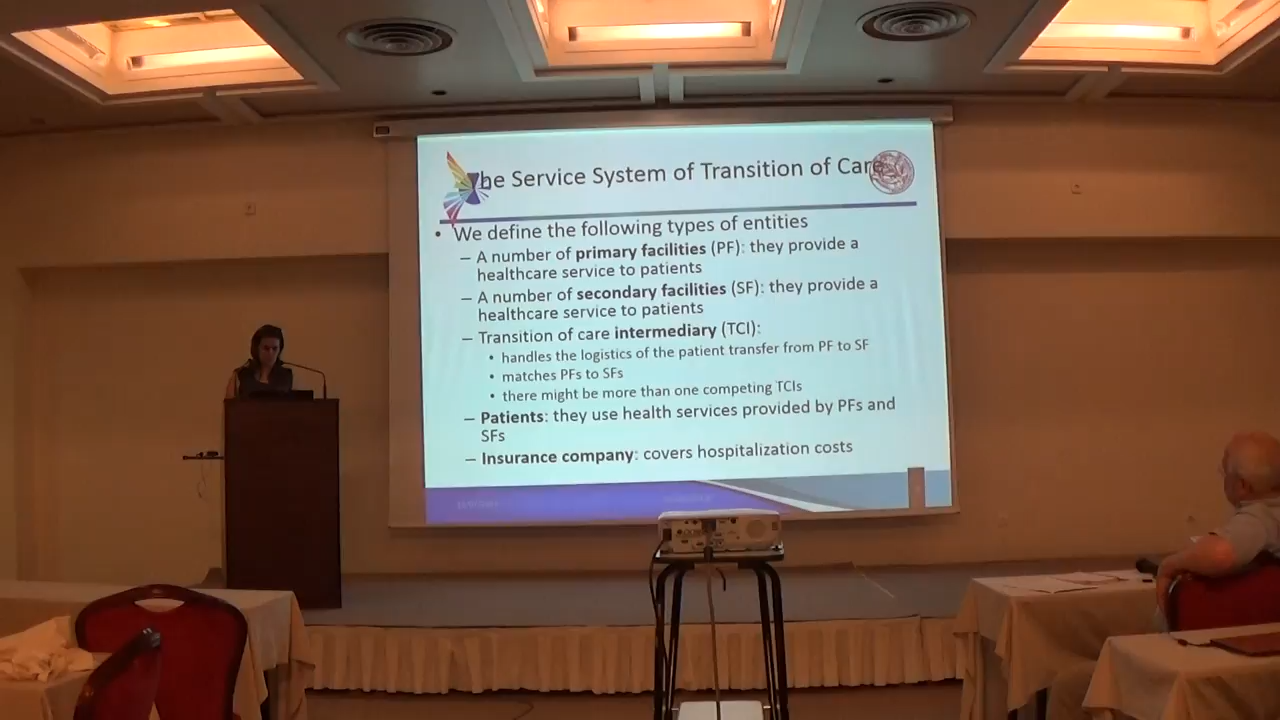 he Service System of Transition of Care
• We define the following types of entities
– A number of primary facilities (PF): they provide a
healthcare service to patients
– A number of secondary facilities (SF): they provide a
healthcare service to patients
– Transition of care intermediary (TCI):
• handles the logistics of the patient transfer from PF to SF
• matches PFs to SFs
• there might be more than one competing TCIs
– Patients: they use health services provided by PFs and
SFs
– Insurance company: covers hospitalization costs